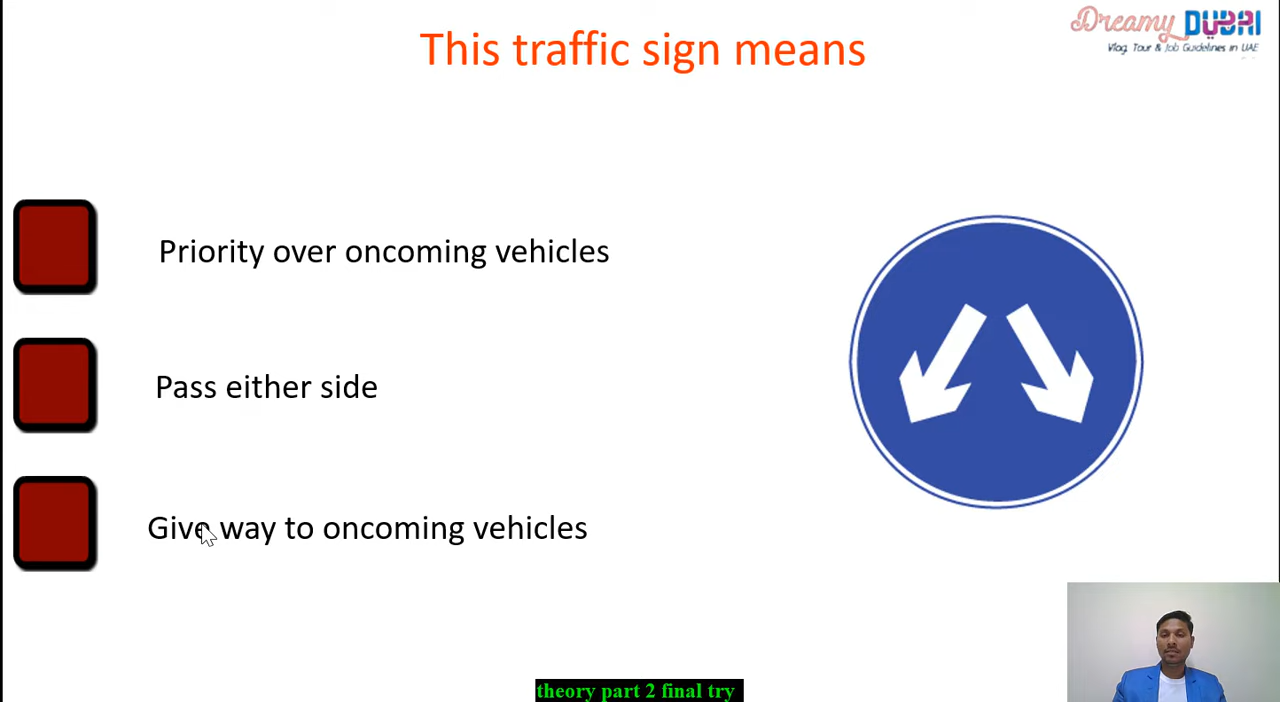 This traffic sign means
Dreamy DUBAI
Vlog, Tour & Job Guidelines in UAE
Priority over oncoming vehicles
Pass either side
Give way to oncoming vehicles
theory part 2 final try